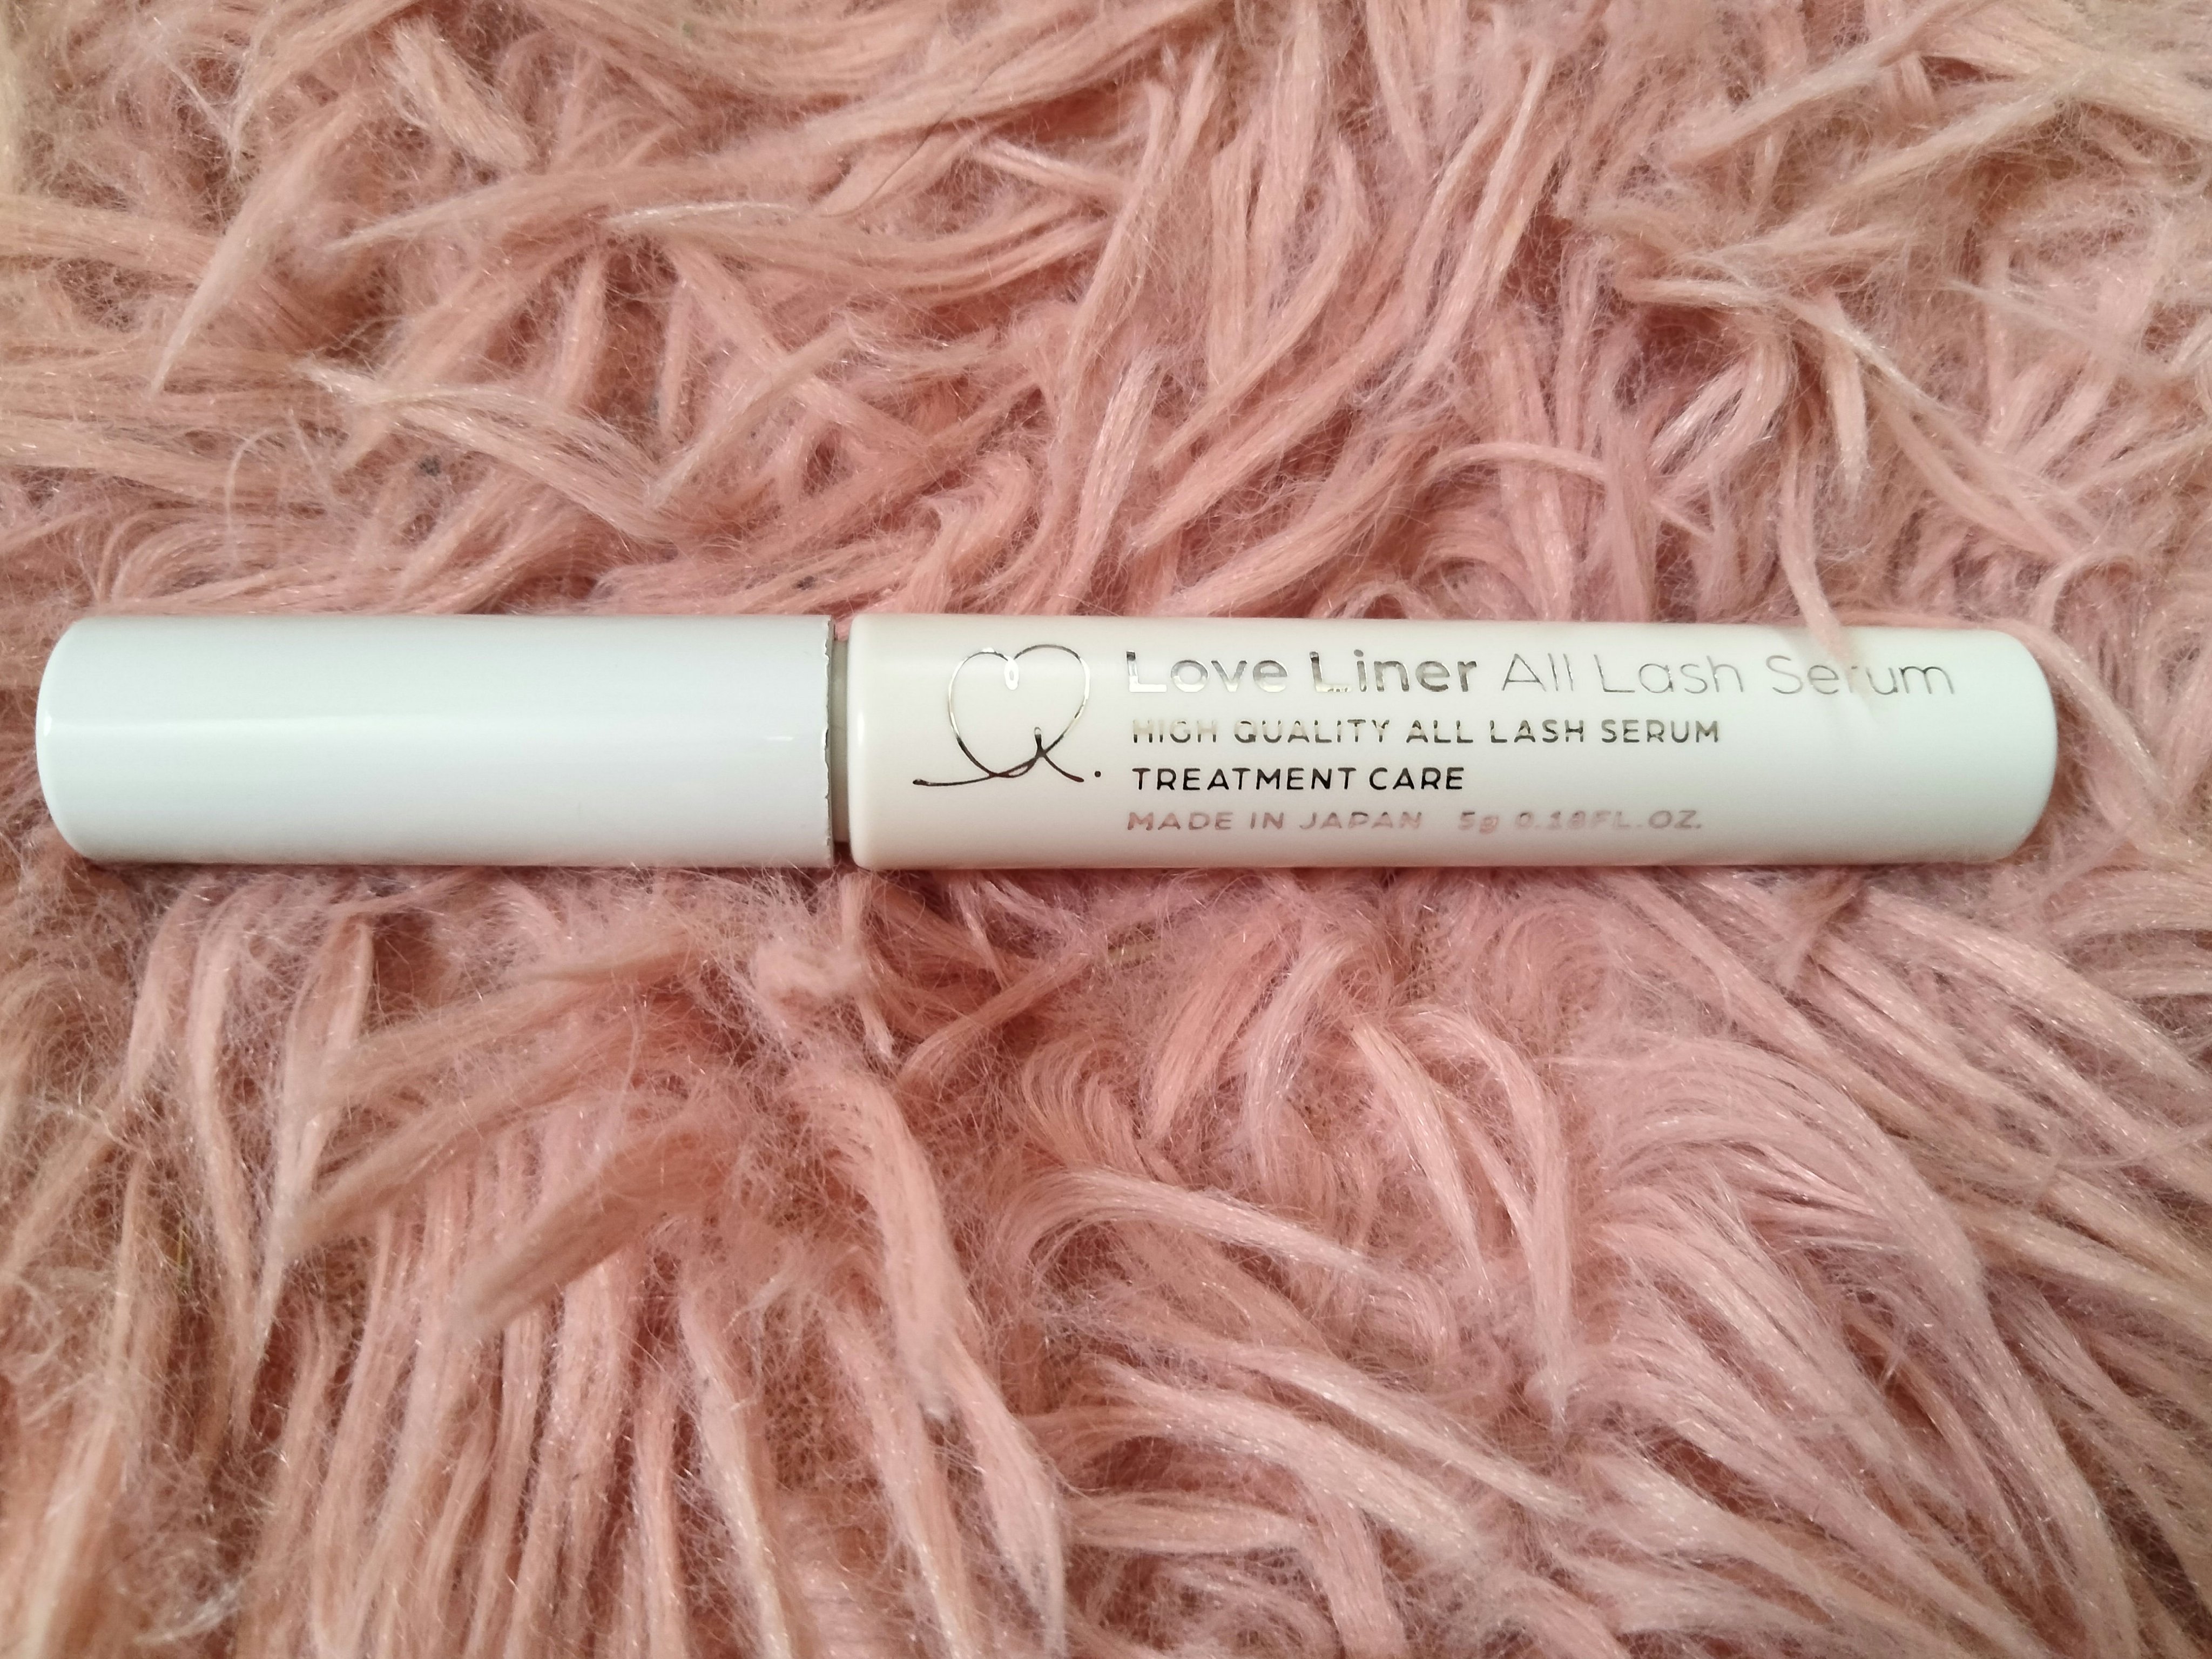 Love Liner All Lash Serum
HIGH QUALITY ALL LASH SERUM
TREATMENT CARE
MADE IN JAPAN 5g 0.18FL.OZ.